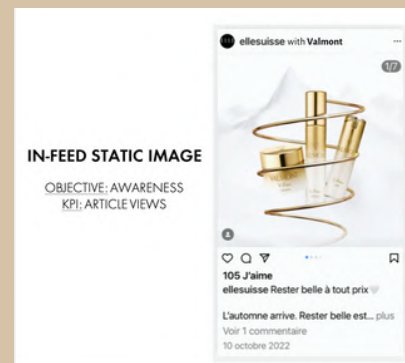 IN-FEED STATIC IMAGE
OBJECTIVE: AWARENESS
KPI: ARTICLE VIEWS
ellesuisse with Valmont
1/7
105 J'aime
ellesuisse Rester belle à tout prix🤍
L'automne arrive. Rester belle est... plus
Voir 1 commentaire
10 octobre 2022